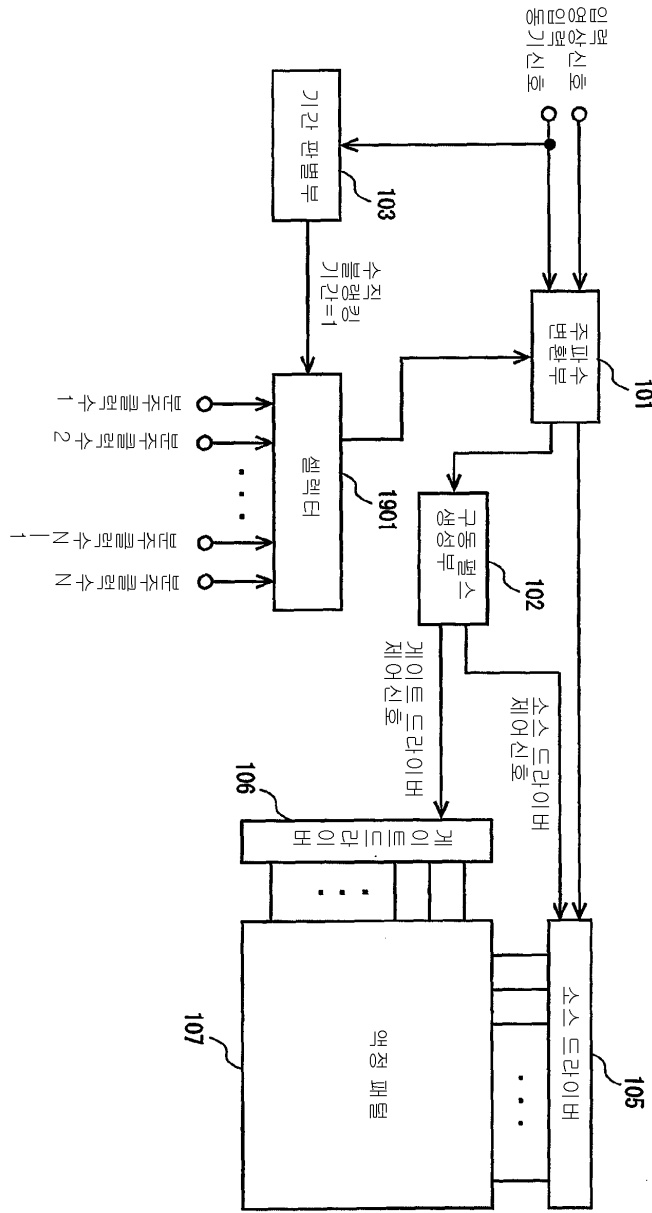 입력
영상신호
입력
동기신호
주파수
변환부
101
기간 판별부
103
수직
블랭킹
기간=1
셀렉터
1901
분주클럭수 1
분주클럭수 2
분주클럭수 N-1
분주클럭수 N
구동펄스
생성부
102
소스 드라이버
제어신호
게이트 드라이버
제어신호
소스 드라이버
105
게이트드라이버
106
액정 패털
107